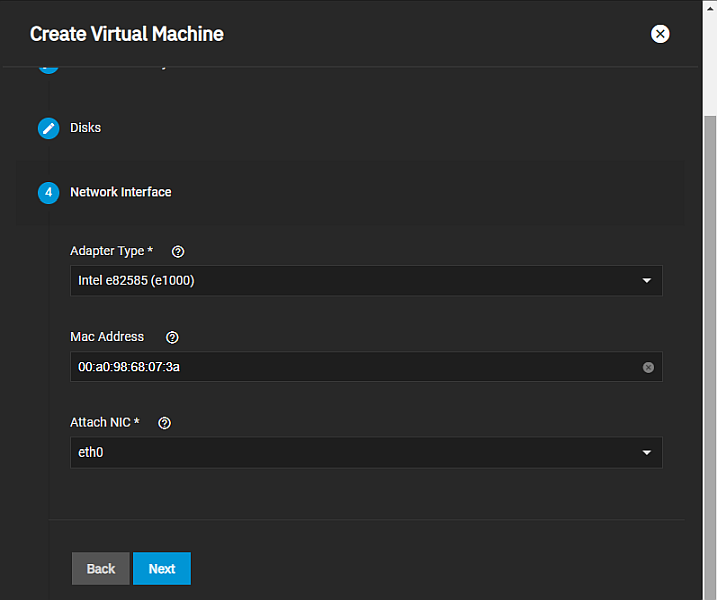 Create Virtual Machine
Disks
4 Network Interface
Adapter Type *
Intel e82585 (e1000)
Mac Address
00:a0:98:68:07:3a
Attach NIC *
eth0
Back Next